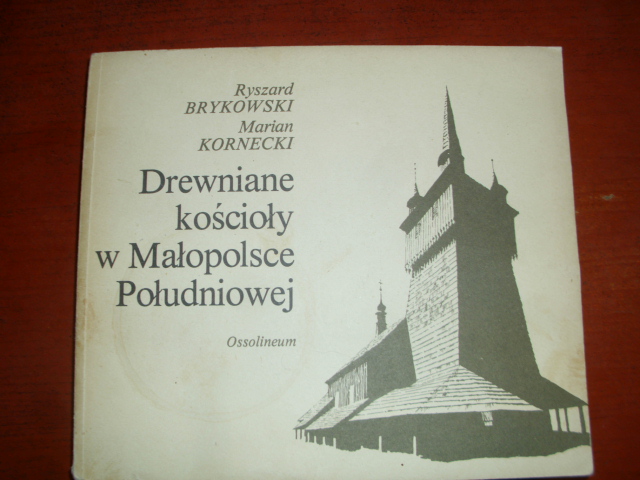 Ryszard
BRYKOWSKI
Marian
KORNECKI
Drewniane
kościoły
w Małopolsce
Południowej
Ossolineum